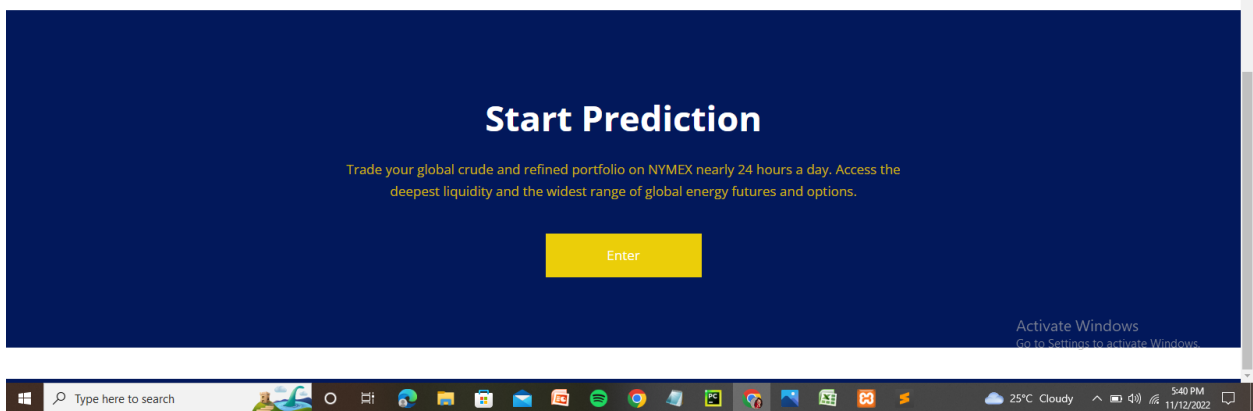 Start Prediction
Trade your global crude and refined portfolio on NYMEX nearly 24 hours a day. Access the
deepest liquidity and the widest range of global energy futures and options.
Enter
Activate Windows
Go to Settings to activate Windows.
Type here to search
25°C Cloudy
5:40 PM
11/12/2022